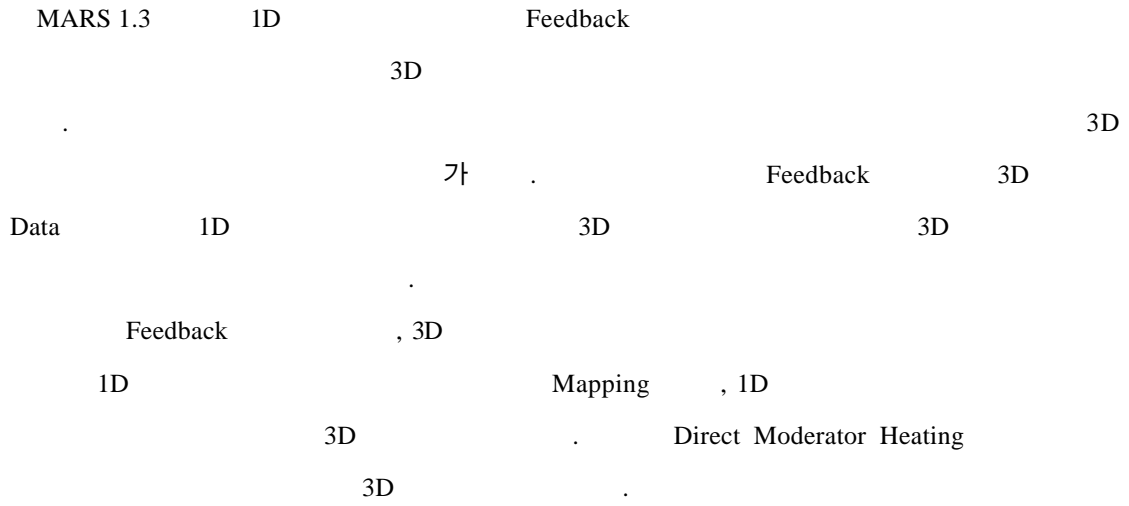 MARS 1.3 1D Feedback
3D
. 3D
가 . Feedback 3D
Data 1D 3D 3D
.
Feedback , 3D
1D Mapping , 1D
3D . Direct Moderator Heating
3D .